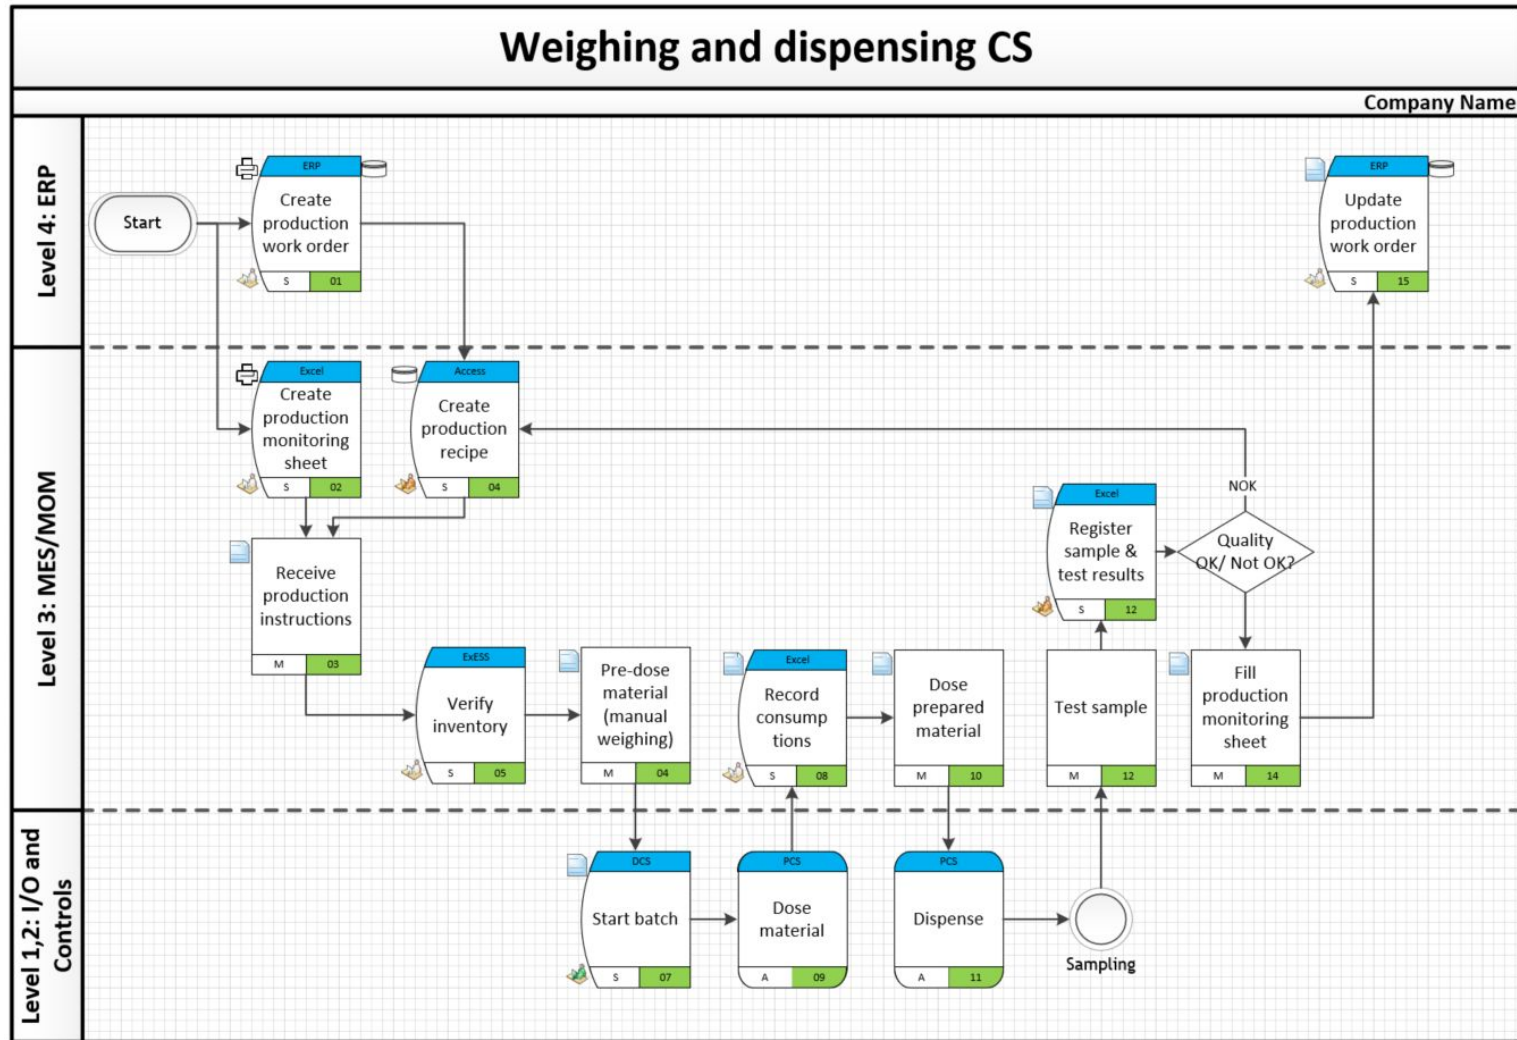 Weighing and dispensing CS
Company Name
Level 4: ERP
Start
ERP
Create
production
work order
S 01
ERP
Update
production
work order
S 15
Level 3: MES/MOM
Excel
Create
production
monitoring
sheet
S 02
Access
Create
production
recipe
S 04
Receive
production
instructions
M 03
ExESS
Verify
inventory
S 05
Pre-dose
material
(manual
weighing)
M 04
Excel
Record
consump
tions
S 08
Dose
prepared
material
M 10
Excel
Register
sample &
test results
S 12
Test sample
M 12
NOK
Quality
OK/ Not OK?
Fill
production
monitoring
sheet
M 14
Level 1,2: I/O and
Controls
DCS
Start batch
S 07
PCS
Dose
material
A 09
PCS
Dispense
A 11
Sampling